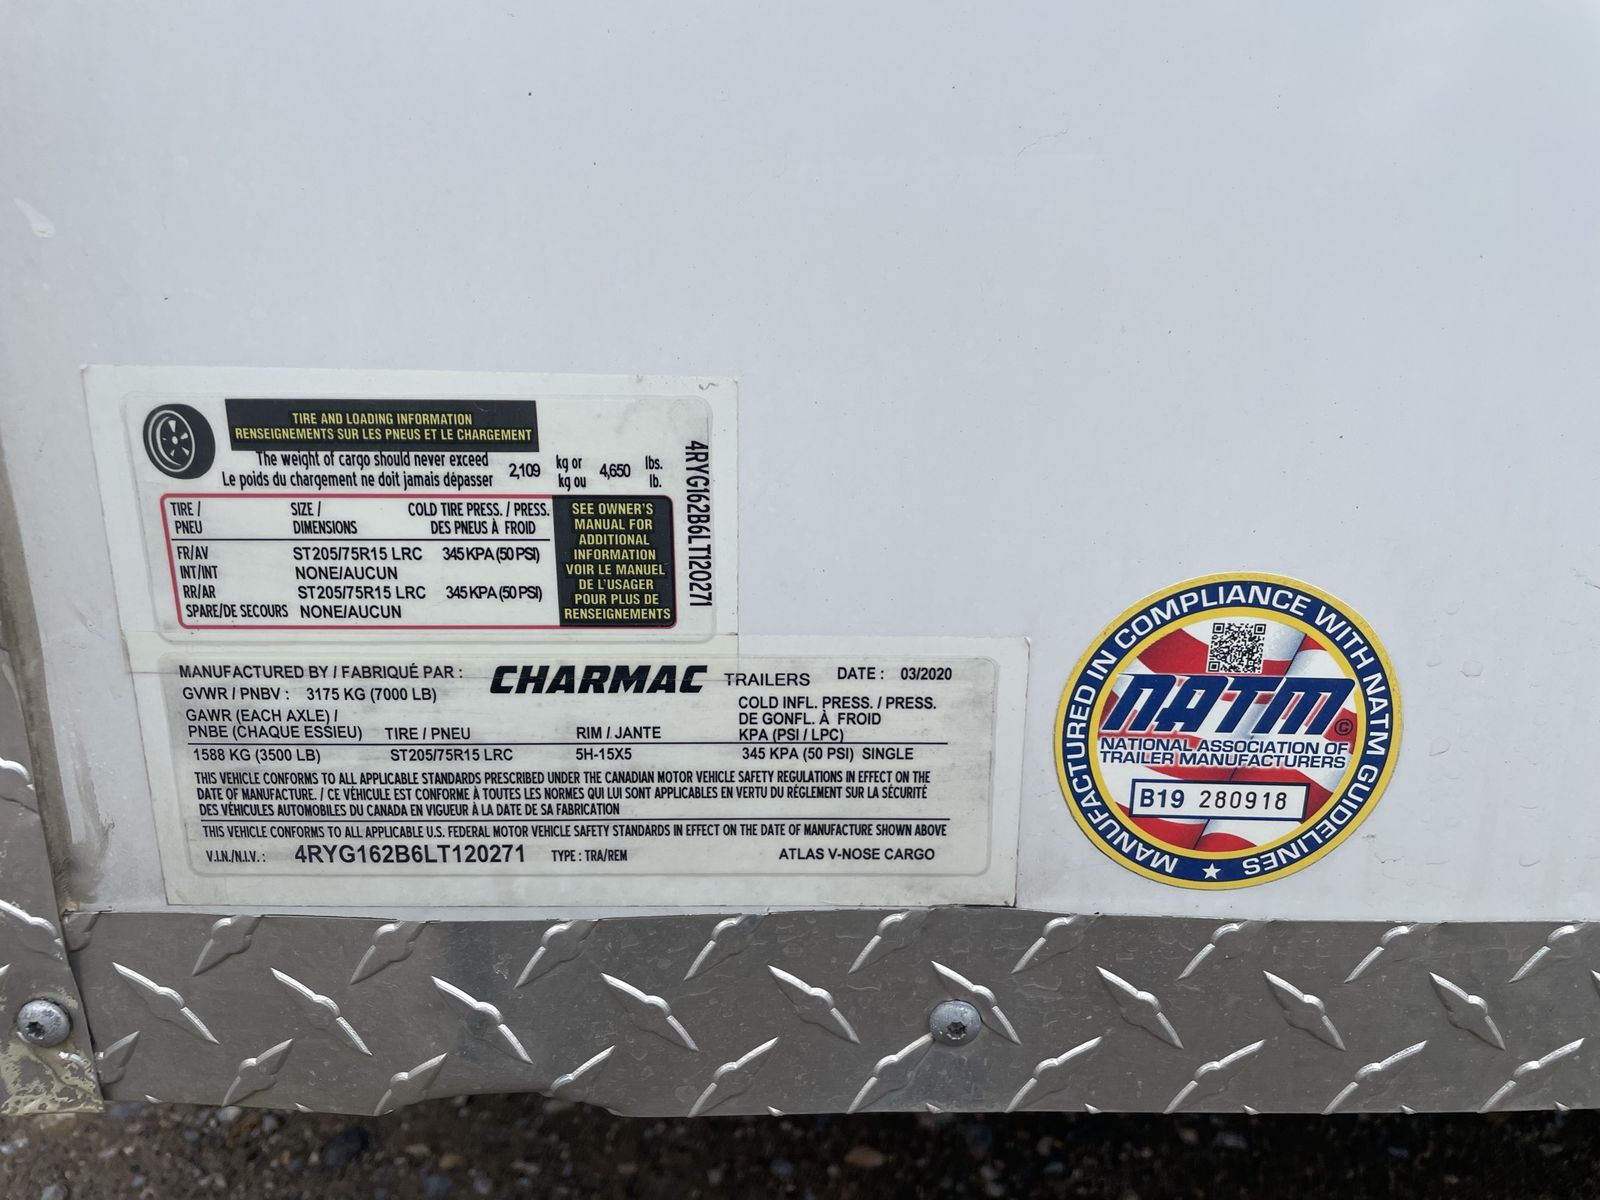 TIRE AND LOADING INFORMATION
RENSEIGNEMENTS SUR LES PNEUS ET LE CHARGEMENT
The weight of cargo should never exceed 2,109 kg or 4,650 lbs.
Le poids du chargement ne doit jamais dépasser kg ou lb.
TIRE / SIZE / COLD TIRE PRESS. / PRESS.
PNEU DIMENSIONS DES PNEUS À FROID
FR/AV ST205/75R15 LRC 345 KPA (50 PSI)
INT/INT NONE/AUCUN
RR/AR ST205/75R15 LRC 345 KPA (50 PSI)
SPARE/DE SECOURS NONE/AUCUN
SEE OWNER'S
MANUAL FOR
ADDITIONAL
INFORMATION
VOIR LE MANUEL
DE L'USAGER
POUR PLUS DE
RENSEIGNEMENTS
4RYG162B6LT120271
MANUFACTURED BY / FABRIQUÉ PAR : CHARMAC TRAILERS DATE : 03/2020
GVWR / PNBV : 3175 KG (7000 LB)
COLD INFL. PRESS. / PRESS.
GAWR (EACH AXLE) / DE GONFL. À FROID
PNBE (CHAQUE ESSIEU) TIRE / PNEU RIM / JANTE KPA (PSI / LPC)
1588 KG (3500 LB) ST205/75R15 LRC 5H-15X5 345 KPA (50 PSI) SINGLE
THIS VEHICLE CONFORMS TO ALL APPLICABLE STANDARDS PRESCRIBED UNDER THE CANADIAN MOTOR VEHICLE SAFETY REGULATIONS IN EFFECT ON THE
DATE OF MANUFACTURE. / CE VÉHICULE EST CONFORME À TOUTES LES NORMES QUI LUI SONT APPLICABLES EN VERTU DU RÉGLEMENT SUR LA SÉCURITÉ
DES VÉHICULES AUTOMOBILES DU CANADA EN VIGUEUR À LA DATE DE SA FABRICATION
THIS VEHICLE CONFORMS TO ALL APPLICABLE U.S. FEDERAL MOTOR VEHICLE SAFETY STANDARDS IN EFFECT ON THE DATE OF MANUFACTURE SHOWN ABOVE
V.I.N./N.I.V.: 4RYG162B6LT120271 TYPE : TRA/REM ATLAS V-NOSE CARGO
MANUFACTURED IN COMPLIANCE WITH NATM GUIDELINES
NATM ©
NATIONAL ASSOCIATION OF
TRAILER MANUFACTURERS
B19 280918